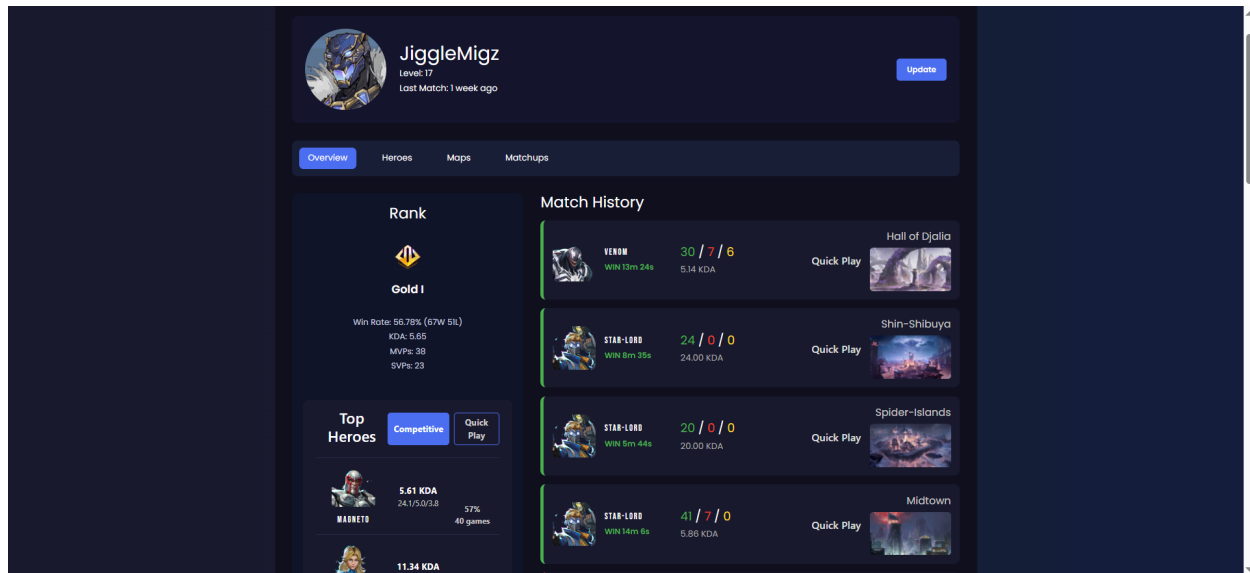 JiggleMigz
Level: 17
Last Match: 1 week ago
Update
Overview
Heroes
Maps
Matchups
Rank
Gold I
Win Rate: 56.78% (67W 51L)
KDA: 5.65
MVPs: 38
SVPs: 23
Top
Heroes
Competitive
Quick
Play
MAGNETO
5.61 KDA
24.1/5.0/3.8
57%
40 games
11.34 KDA
Match History
VENOM
WIN 13m 24s
30 / 7 / 6
5.14 KDA
Quick Play
Hall of Djalia
STAR-LORD
WIN 8m 35s
24 / 0 / 0
24.00 KDA
Quick Play
Shin-Shibuya
STAR-LORD
WIN 5m 44s
20 / 0 / 0
20.00 KDA
Quick Play
Spider-Islands
STAR-LORD
WIN 14m 6s
41 / 7 / 0
5.86 KDA
Quick Play
Midtown